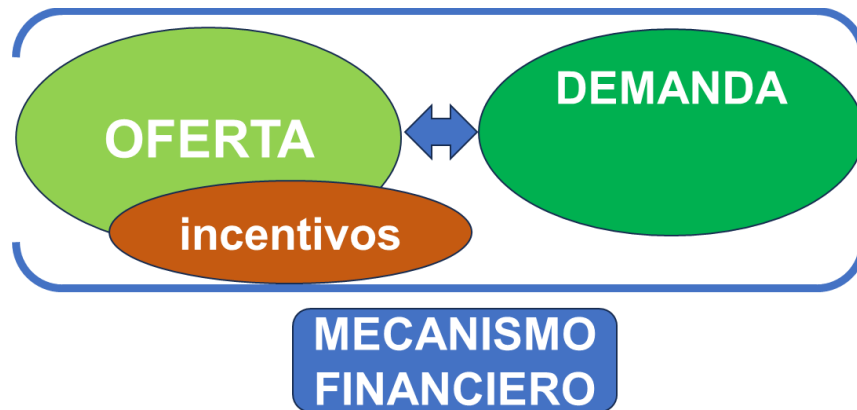 OFERTA
DEMANDA
incentivos
MECANISMO
FINANCIERO